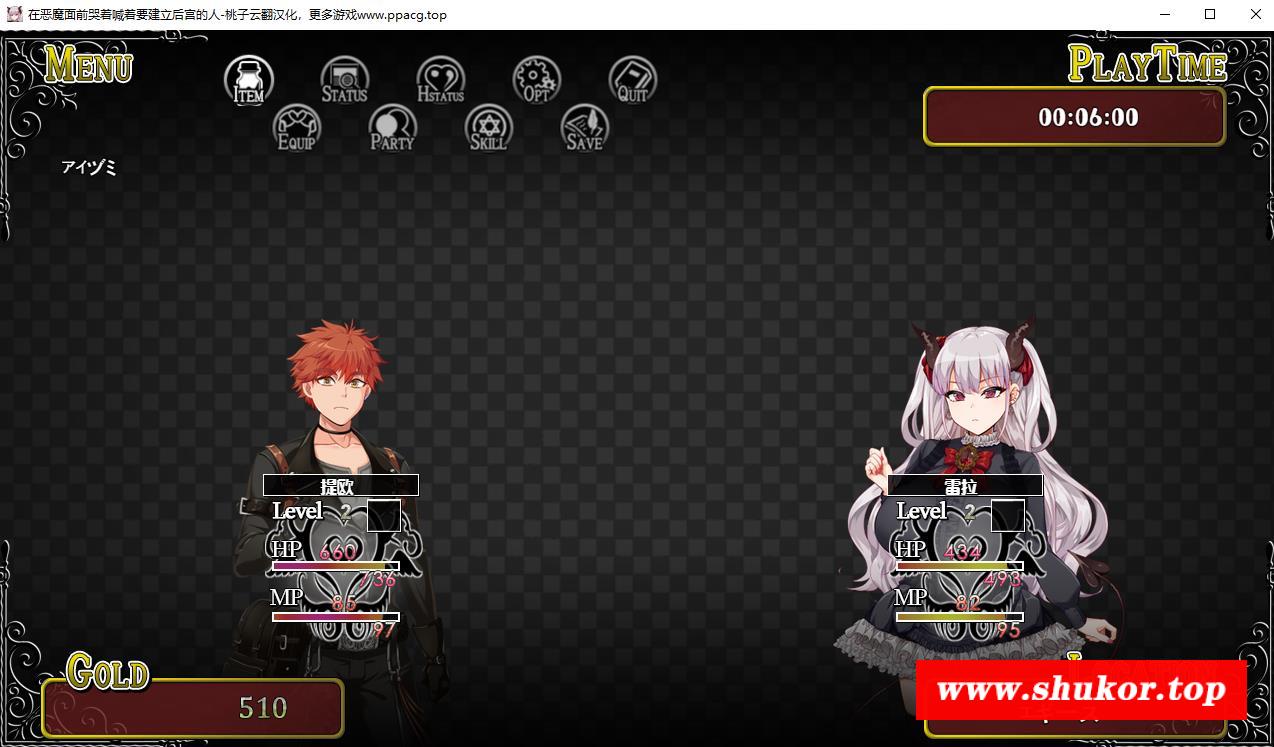 在恶魔面前哭着喊着要建立后宫的人-桃子云翻汉化，更多游戏www.ppacg.top
MENU
ITEM
STATUS
HSTATUS
OPT
QUIT
PLAYTIME
00:06:00
EQUIP
PARTY
SKILL
SAVE
アイヅミ
提欧
Level 2
HP 660
736
MP 85
97
雷拉
Level 2
HP 434
493
MP 82
95
GOLD
510
www.shukor.top